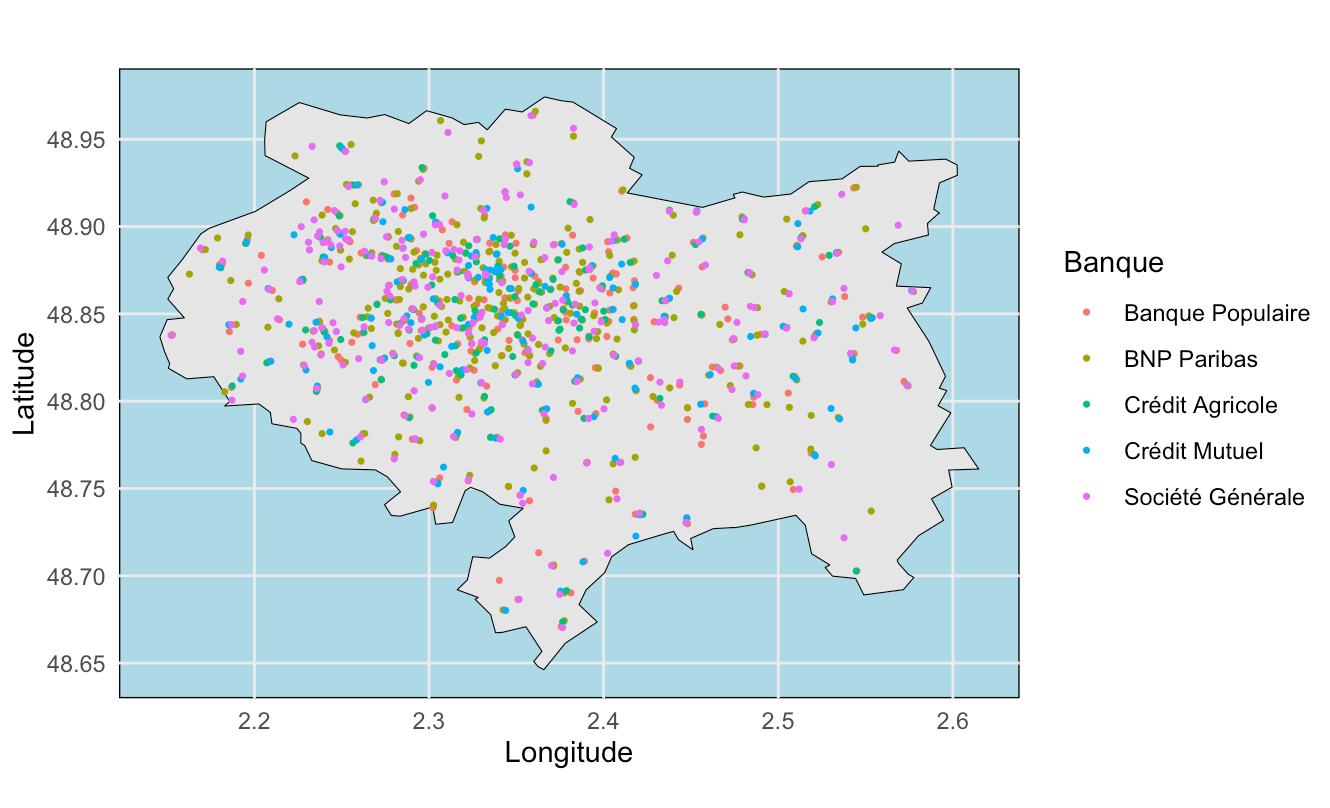 48.95
48.90
48.85
48.80
48.75
48.70
48.65
Latitude
2.2 2.3 2.4 2.5 2.6
Longitude
Banque
Banque Populaire
BNP Paribas
Crédit Agricole
Crédit Mutuel
Société Générale